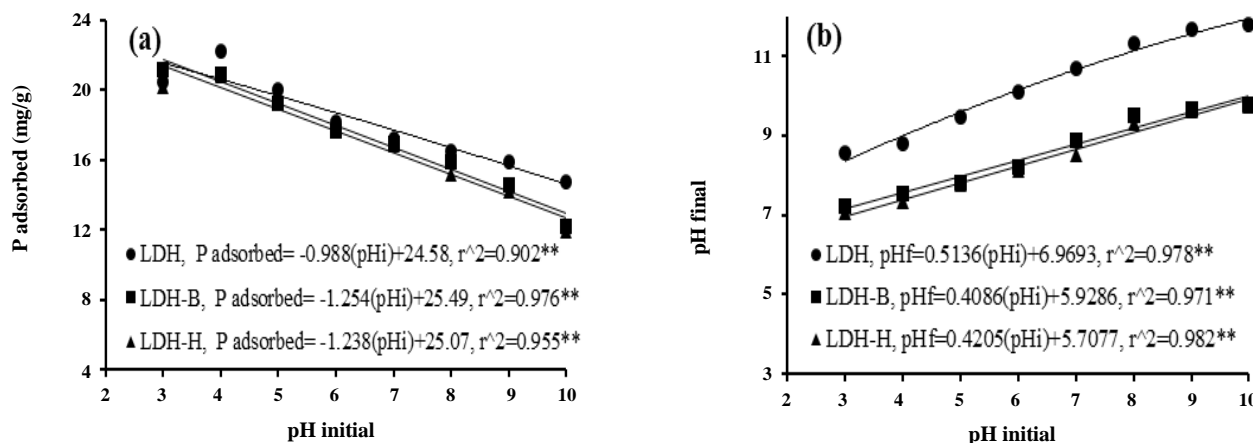 (a)
P adsorbed (mg/g)
24
20
16
12
8
4
LDH, P adsorbed= -0.988(pHi)+24.58, r^2=0.902**
LDH-B, P adsorbed= -1.254(pHi)+25.49, r^2=0.976**
LDH-H, P adsorbed= -1.238(pHi)+25.07, r^2=0.955**
2 3 4 5 6 7 8 9 10
pH initial
(b)
pH final
11
9
7
5
3
LDH, pHf=0.5136(pHi)+6.9693, r^2=0.978**
LDH-B, pHf=0.4086(pHi)+5.9286, r^2=0.971**
LDH-H, pHf=0.4205(pHi)+5.7077, r^2=0.982**
2 3 4 5 6 7 8 9 10
pH initial